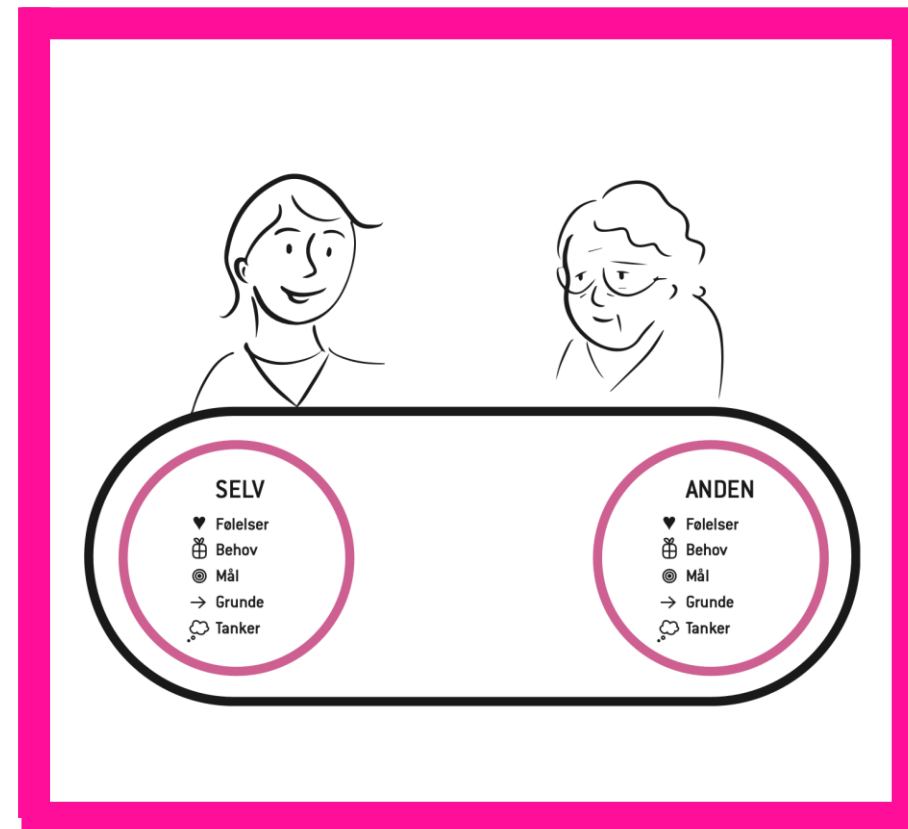 SELV
Følelser
Behov
Mål
Grunde
Tanker
ANDEN
Følelser
Behov
Mål
Grunde
Tanker